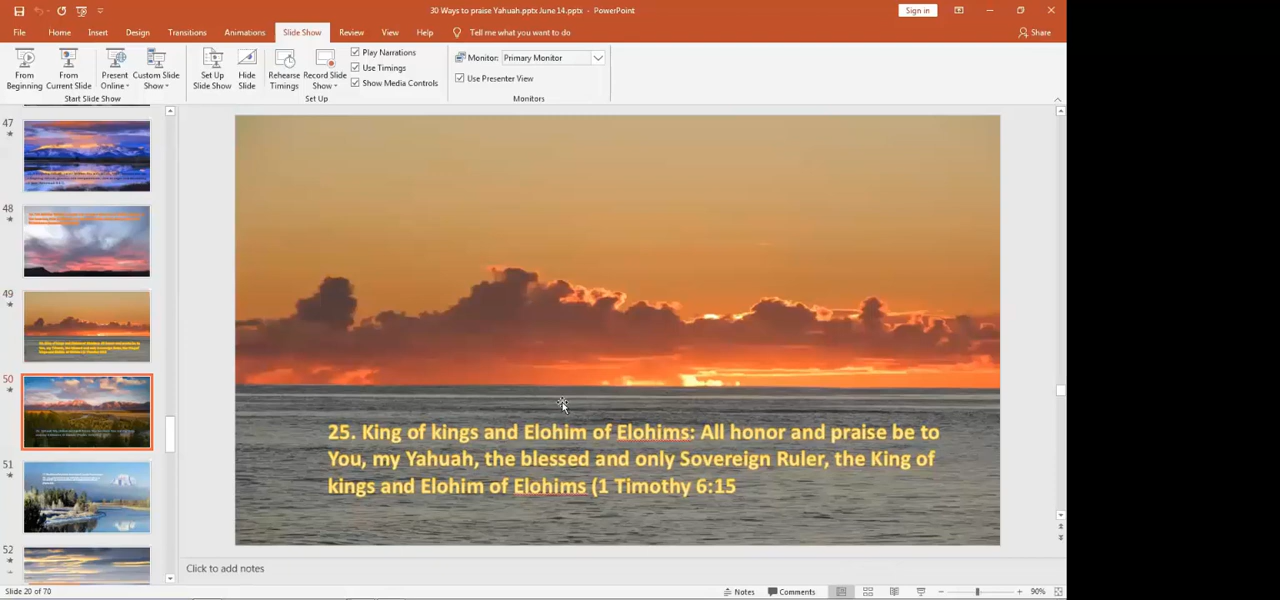 30 Ways to praise Yahuah.pptx June 14.pptx - PowerPoint
Sign in
File Home Insert Design Transitions Animations Slide Show Review View Help Tell me what you want to do
Share
From Beginning
From Current Slide
Present Online
Custom Slide Show
Start Slide Show
Set Up Slide Show
Hide Slide
Rehearse Timings
Record Slide Show
Play Narrations
Use Timings
Show Media Controls
Set Up
Monitor: Primary Monitor
Use Presenter View
Monitors
47
48
49
50
51
52
25. King of kings and Elohim of Elohims: All honor and praise be to
You, my Yahuah, the blessed and only Sovereign Ruler, the King of
kings and Elohim of Elohims (1 Timothy 6:15
Click to add notes
Slide 20 of 70
Notes
Comments
90%